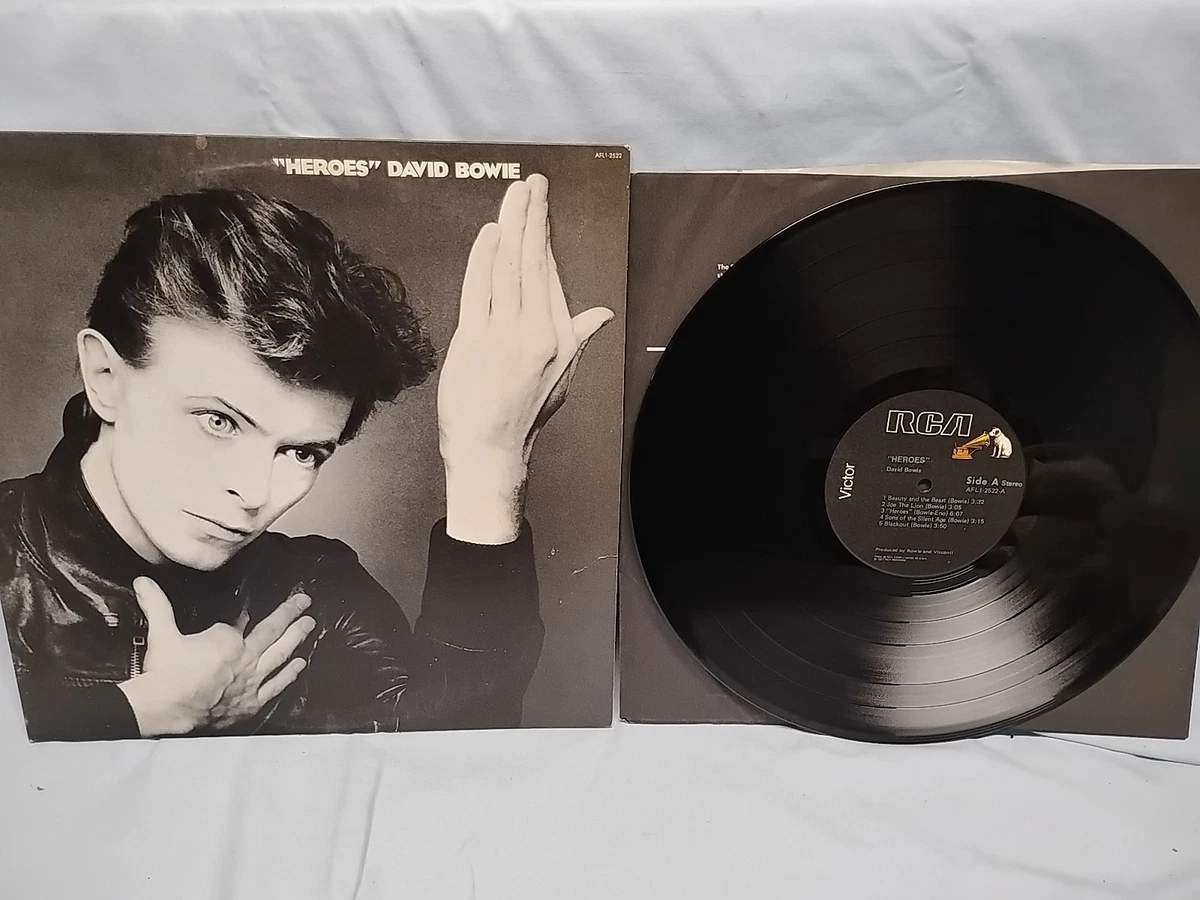 "HEROES" DAVID BOWIE
AFL1-2522
The
RCA
Victor
"HEROES"
David Bowie
Side A Stereo
AFL1-2522-A
1 Beauty and the Beast (Bowie) 3:32
2 Joe The Lion (Bowie) 3:05
3 "Heroes" (Bowie-Eno) 6:07
4 Sons of the Silent Age (Bowie) 3:15
5 Blackout (Bowie) 3:50
Produced by Bowie and Visconti